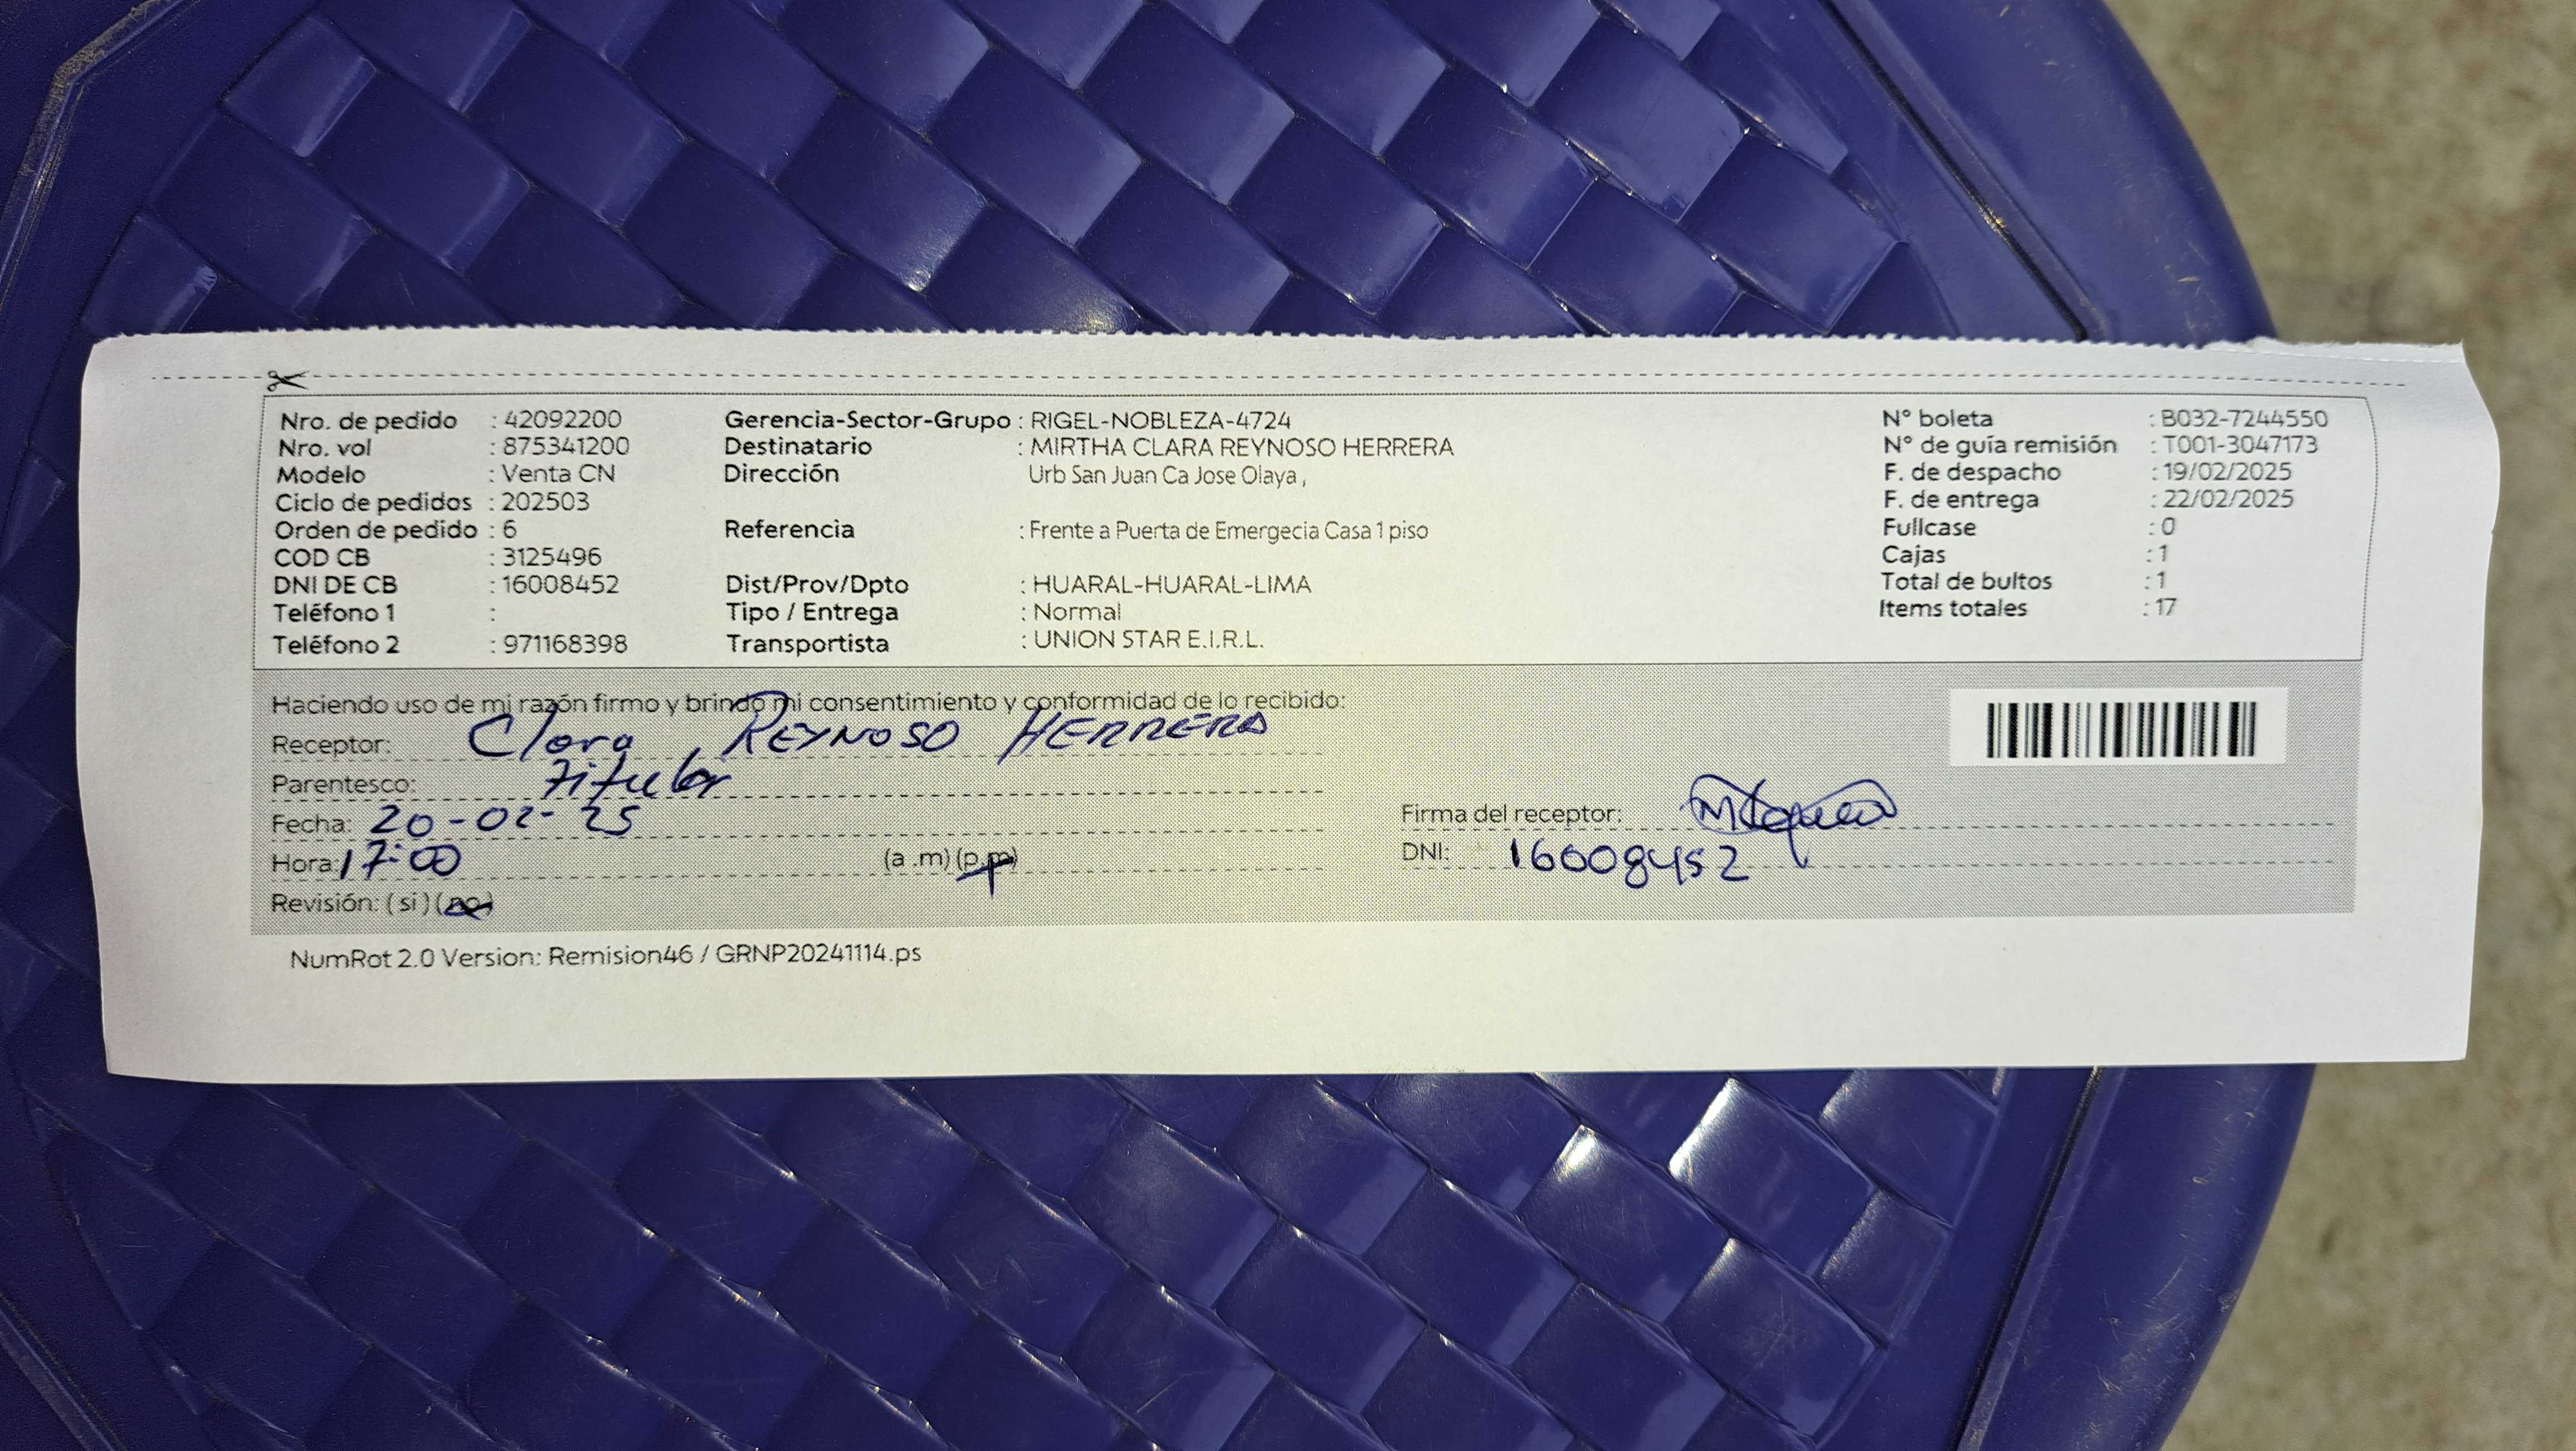 Nro. de pedido : 42092200 Gerencia-Sector-Grupo : RIGEL-NOBLEZA-4724 N° boleta : B032-7244550
Nro. vol : 875341200 Destinatario : MIRTHA CLARA REYNOSO HERRERA N° de guía remisión : T001-3047173
Modelo : Venta CN Dirección Urb San Juan Ca Jose Olaya , F. de despacho : 19/02/2025
Ciclo de pedidos : 202503 F. de entrega : 22/02/2025
Orden de pedido : 6 Referencia : Frente a Puerta de Emergecia Casa 1 piso Fullcase : 0
COD CB : 3125496 Cajas : 1
DNI DE CB : 16008452 Dist/Prov/Dpto : HUARAL-HUARAL-LIMA Total de bultos : 1
Teléfono 1 : Tipo / Entrega : Normal Items totales : 17
Teléfono 2 : 971168398 Transportista : UNION STAR E.I.R.L.
Haciendo uso de mi razón firmo y brindo mi consentimiento y conformidad de lo recibido:
Receptor: Clara REYNOSO HERRERA
Parentesco: Titular
Fecha: 20-02-25 Firma del receptor:
Hora: 17:00 (a .m) (p.m) DNI: 16008452
Revisión: ( si ) ( no )
NumRot 2.0 Version: Remision46 / GRNP20241114.ps